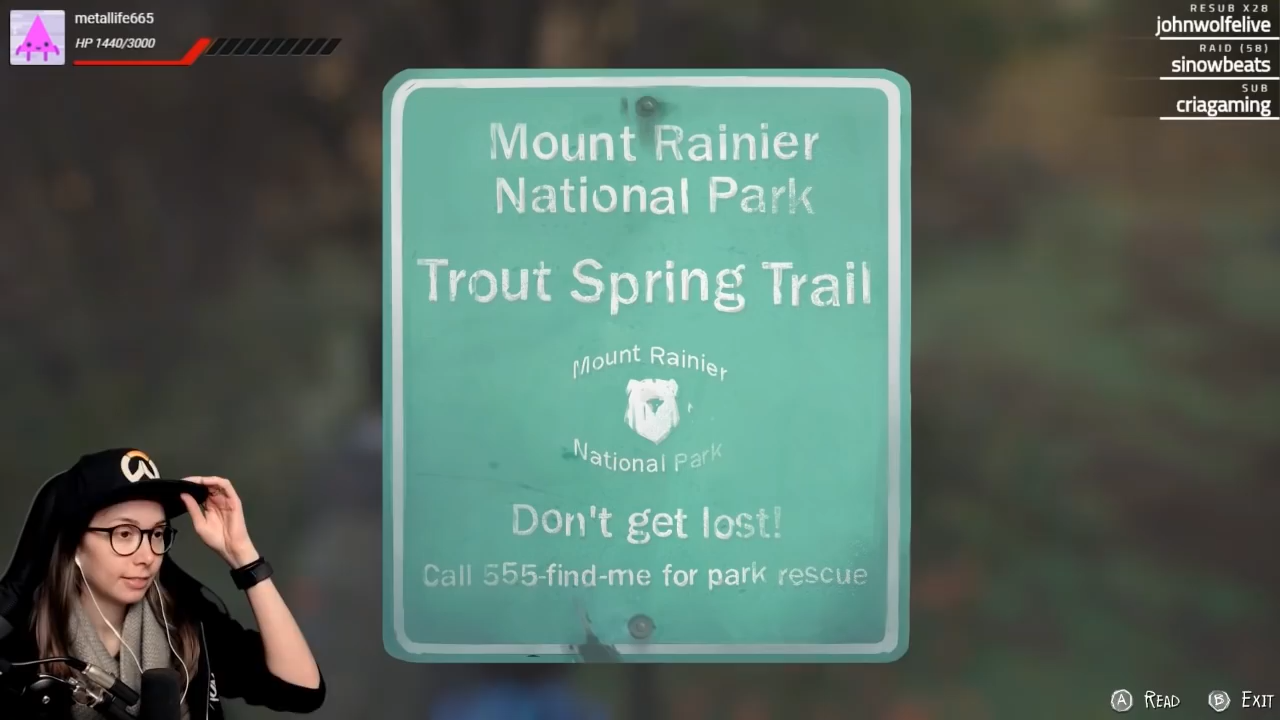 metallife665
HP 1440/3000
RESUB X28
johnwolfelive
RAID (58)
sinowbeats
SUB
criagaming
Mount Rainier
National Park
Trout Spring Trail
Mount Rainier
National Park
Don't get lost!
Call 555-find-me for park rescue
A READ B EXIT